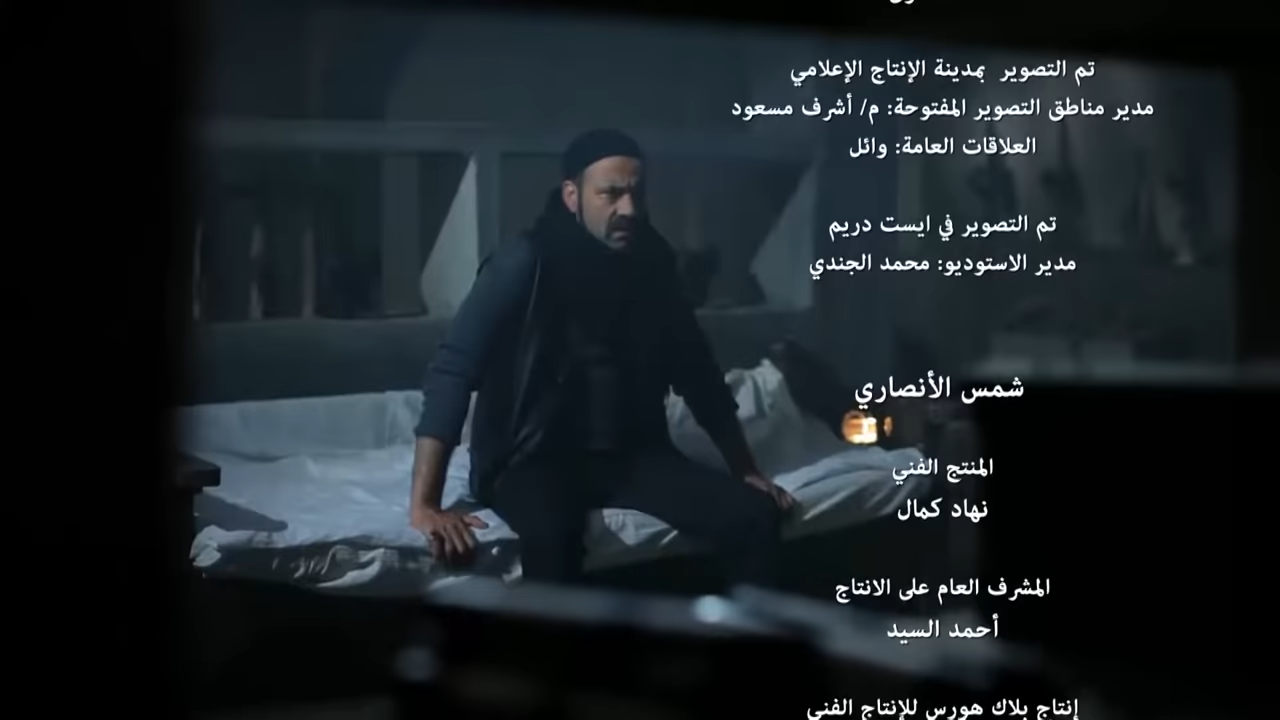 تم التصوير بمدينة الإنتاج الإعلامي
مدير مناطق التصوير المفتوحة: م/ أشرف مسعود
العلاقات العامة: وائل
تم التصوير في ايست دريم
مدير الاستوديو: محمد الجندي
شمس الأنصاري
المنتج الفني
نهاد كمال
المشرف العام على الانتاج
أحمد السيد
إنتاج بلاك هورس للإنتاج الفني